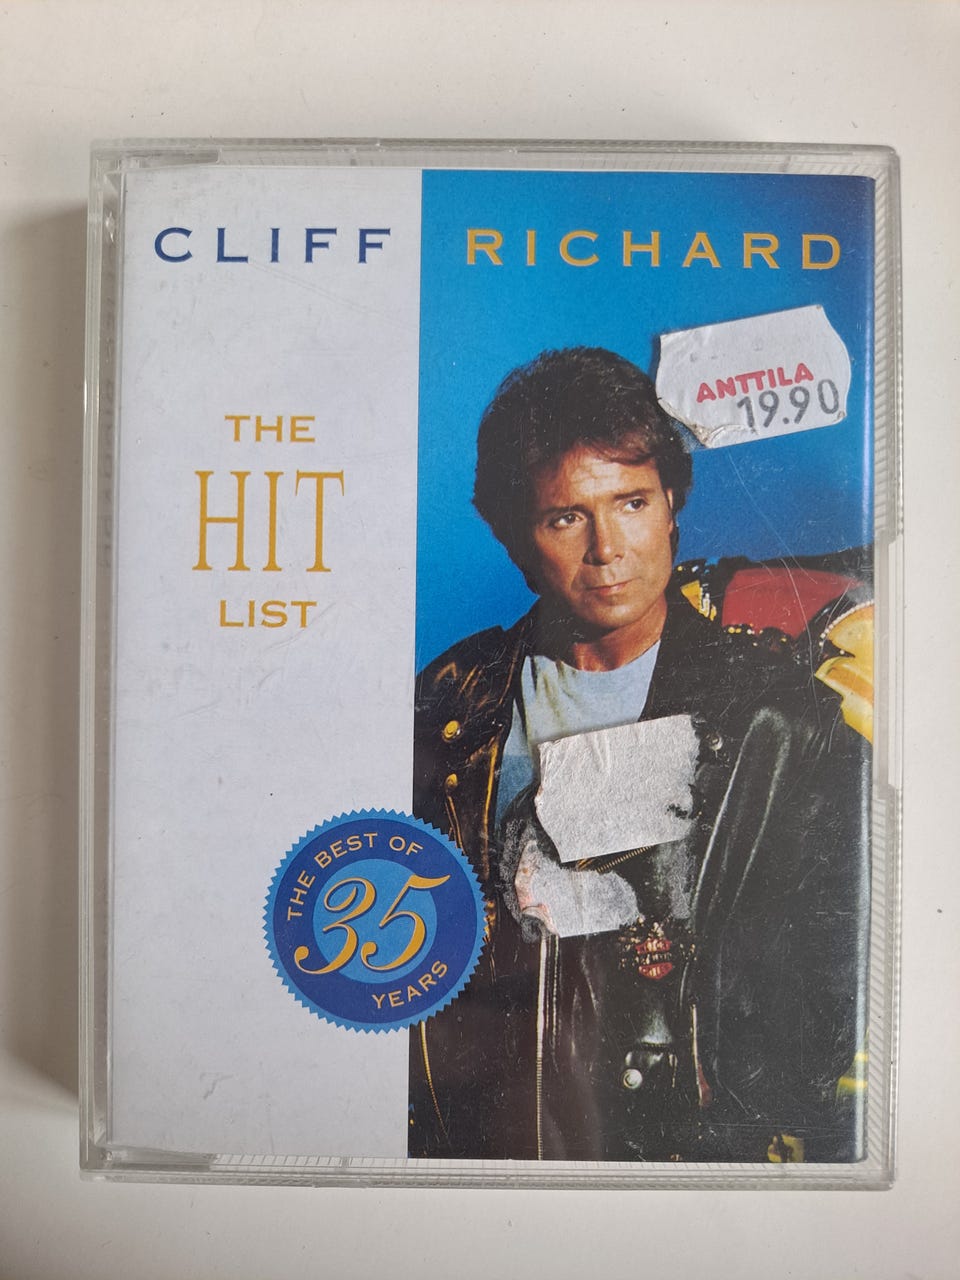 CLIFF RICHARD
ANTTILA
19.90
THE
HIT
LIST
THE BEST OF
35
YEARS